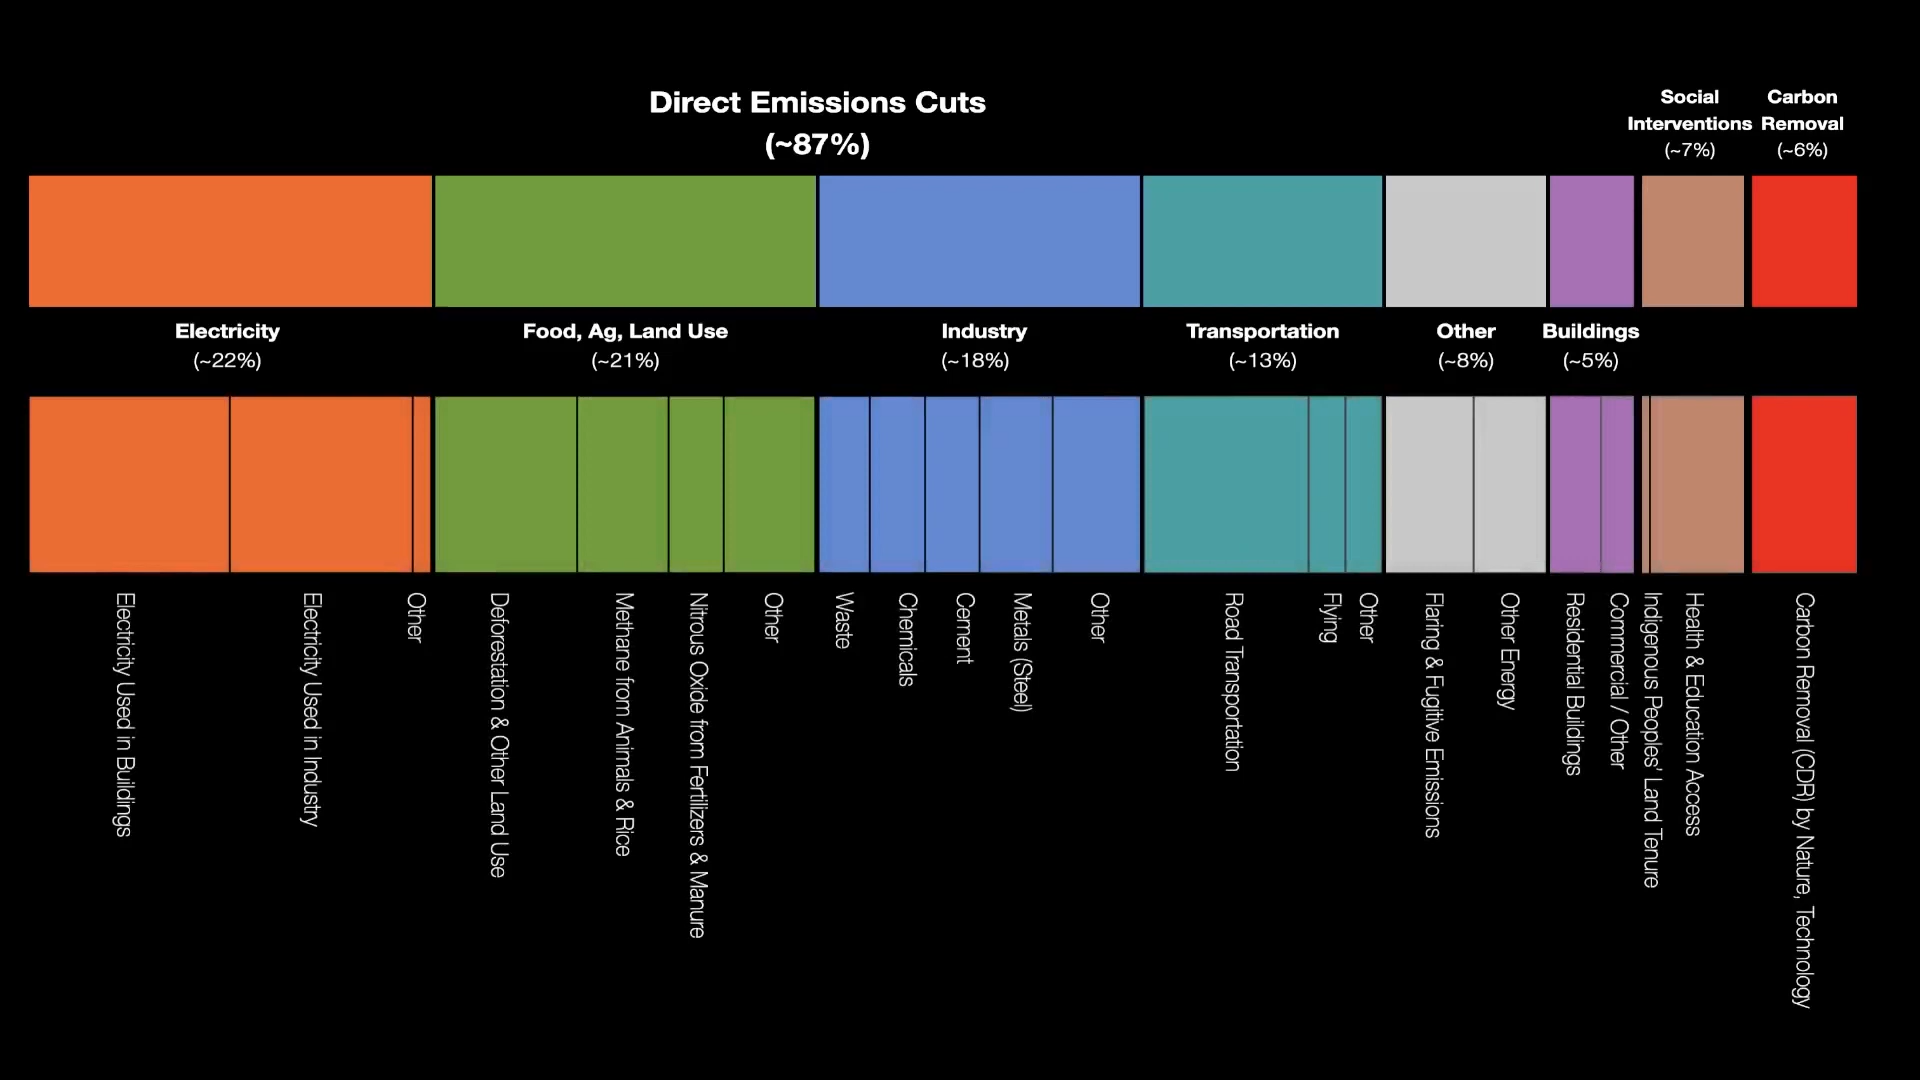 Direct Emissions Cuts
(~87%)
Social
Interventions
(~7%)
Carbon
Removal
(~6%)
Electricity
(~22%)
Food, Ag, Land Use
(~21%)
Industry
(~18%)
Transportation
(~13%)
Other
(~8%)
Buildings
(~5%)
Electricity Used in Buildings
Electricity Used in Industry
Other
Deforestation & Other Land Use
Methane from Animals & Rice
Nitrous Oxide from Fertilizers & Manure
Other
Waste
Chemicals
Cement
Metals (Steel)
Other
Road Transportation
Flying
Other
Flaring & Fugitive Emissions
Other Energy
Residential Buildings
Commercial / Other
Indigenous Peoples' Land Tenure
Health & Education Access
Carbon Removal (CDR) by Nature, Technology